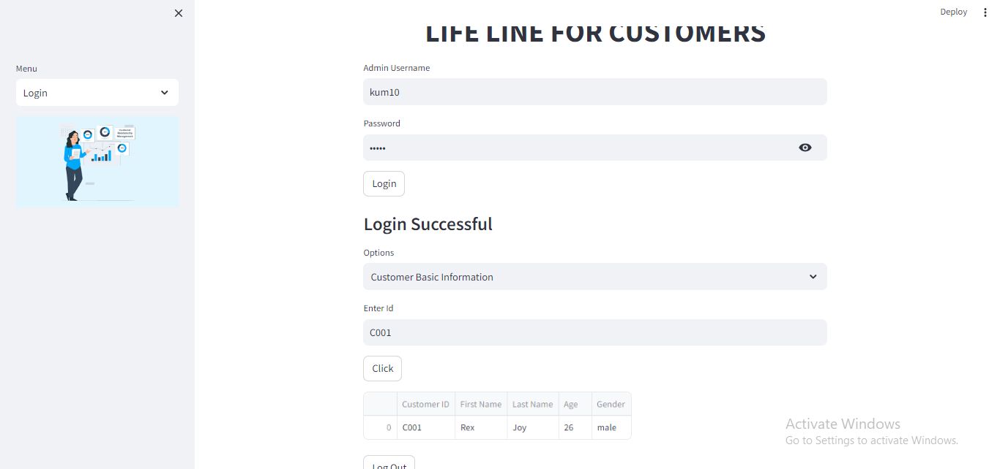 Deploy
LIFE LINE FOR CUSTOMERS
Menu
Login
Customer
Relationship
Management
Admin Username
kum10
Password
•••••
Login
Login Successful
Options
Customer Basic Information
Enter Id
C001
Click
Customer ID First Name Last Name Age Gender
0 C001 Rex Joy 26 male
Log Out
Activate Windows
Go to Settings to activate Windows.